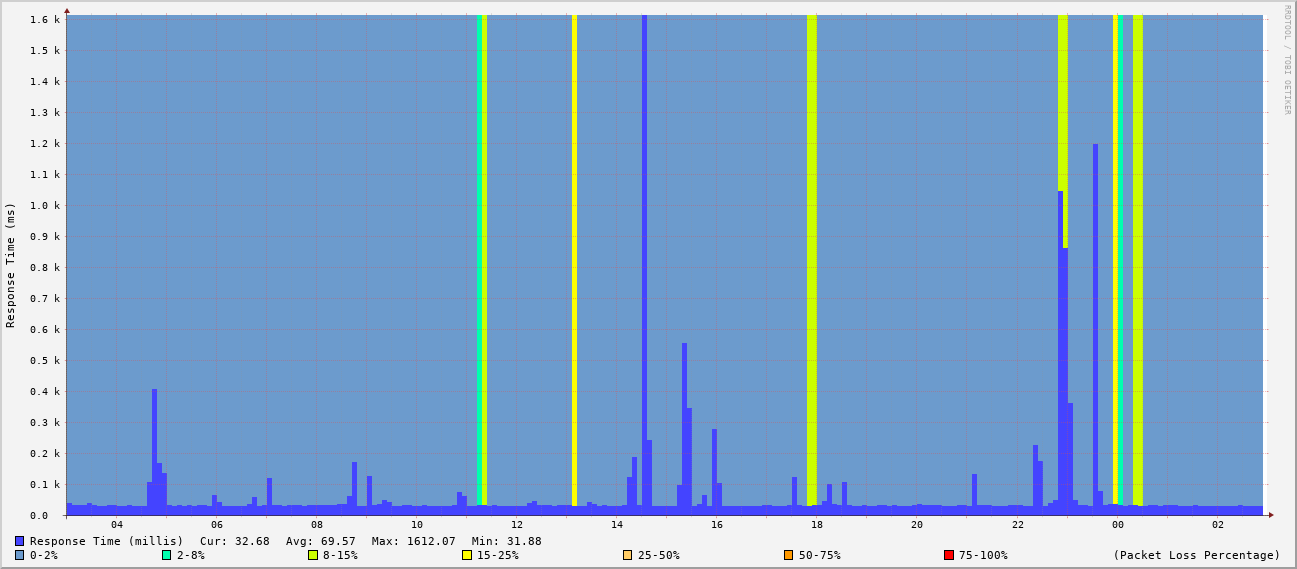 RRDTOOL / TOBI OETIKER
Response Time (ms)
1.6 k
1.5 k
1.4 k
1.3 k
1.2 k
1.1 k
1.0 k
0.9 k
0.8 k
0.7 k
0.6 k
0.5 k
0.4 k
0.3 k
0.2 k
0.1 k
0.0
04 06 08 10 12 14 16 18 20 22 00 02
Response Time (millis) Cur: 32.68 Avg: 69.57 Max: 1612.07 Min: 31.88
0-2% 2-8% 8-15% 15-25% 25-50% 50-75% 75-100% (Packet Loss Percentage)